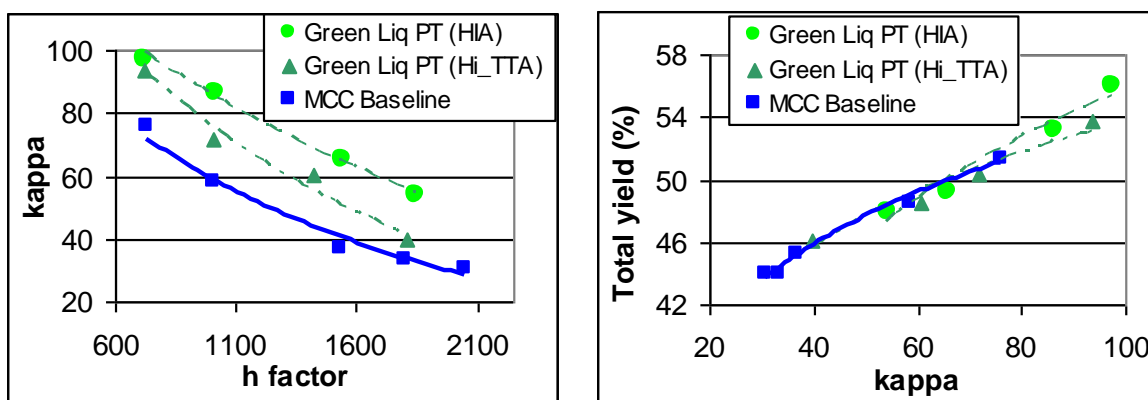 100
80
60
40
20
kappa
600
1100
1600
2100
h factor
Green Liq PT (HIA)
Green Liq PT (Hi_TTA)
MCC Baseline
58
54
50
46
42
Total yield (%)
20
40
60
80
100
kappa
Green Liq PT (HIA)
Green Liq PT (Hi_TTA)
MCC Baseline